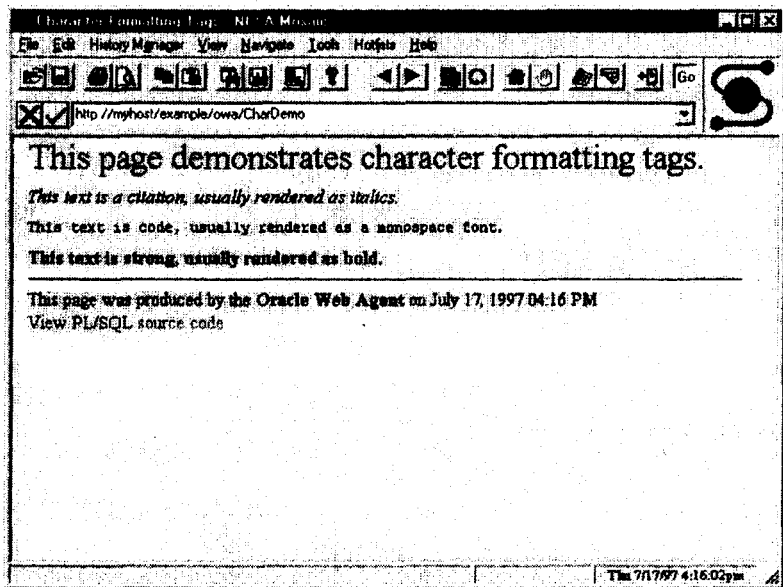 Character Formatting Tags - NCSA Mosaic
File Edit History Manager View Navigate Tools Hotlists Help
Go
http //myhost/example/owa/CharDemo
This page demonstrates character formatting tags.
This text is a citation, usually rendered as italics.
This text is code, usually rendered as a monospace font.
This text is strong, usually rendered as bold.
This page was produced by the Oracle Web Agent on July 17, 1997 04:16 PM
View PL/SQL source code
Thu 7/17/97 4:16:02pm